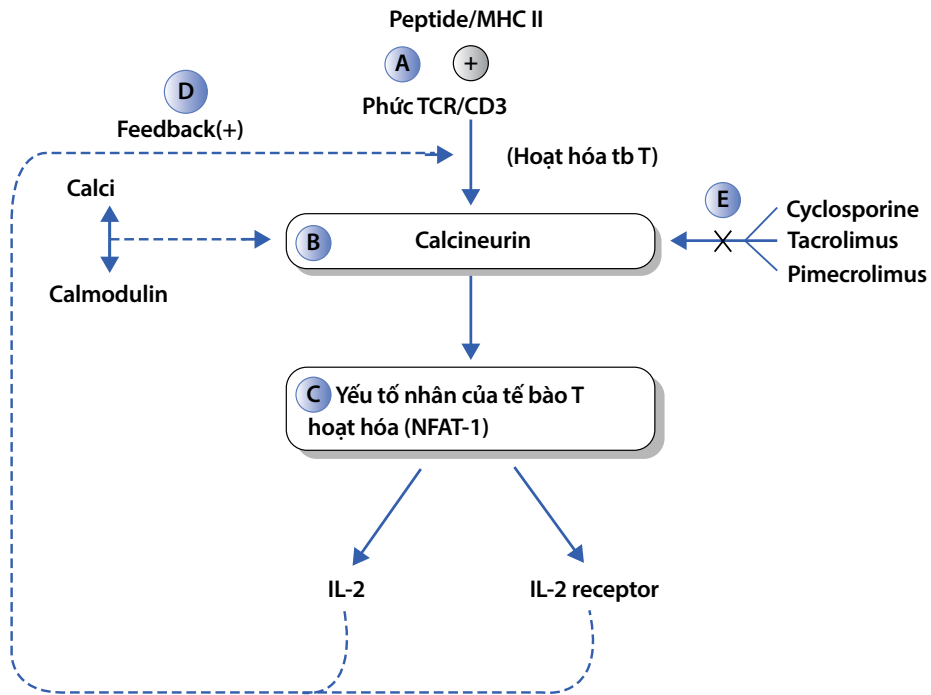 Peptide/MHC II
A
+
Phức TCR/CD3
D
Feedback(+)
(Hoạt hóa tb T)
Calci
Calmodulin
B
Calcineurin
E
Cyclosporine
Tacrolimus
Pimecrolimus
C Yếu tố nhân của tế bào T
hoạt hóa (NFAT-1)
IL-2
IL-2 receptor